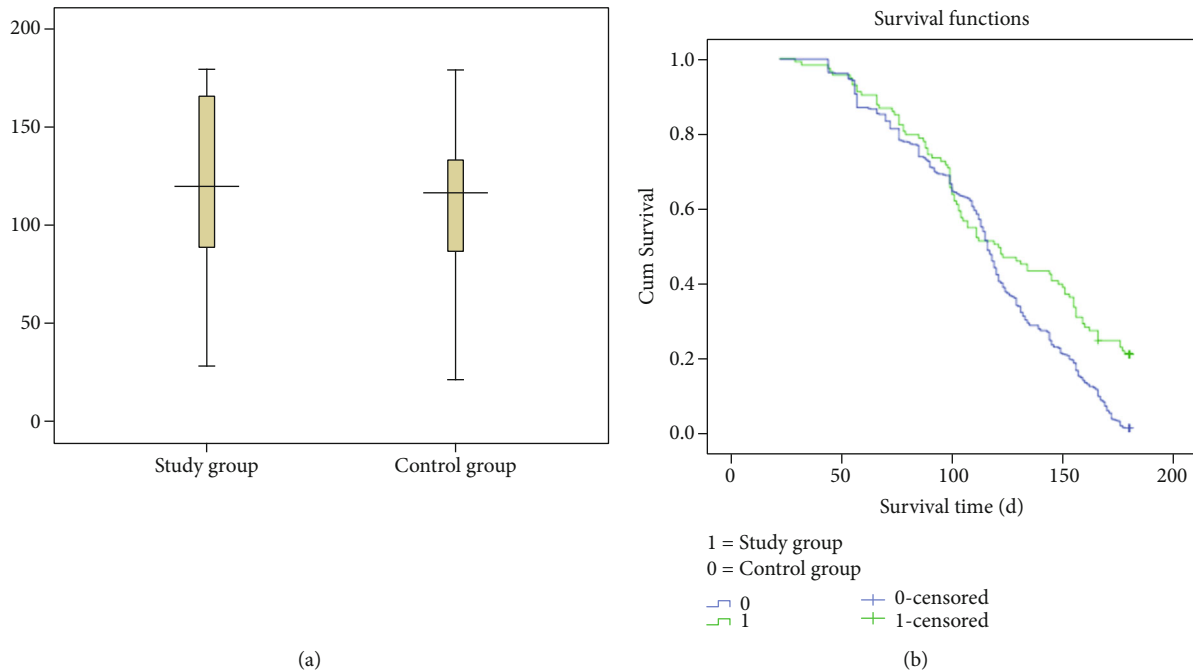 200
150
100
50
0
Study group
Control group
(a)
Survival functions
1.0
0.8
0.6
0.4
0.2
0.0
Cum Survival
0
50
100
150
200
Survival time (d)
1 = Study group
0 = Control group
0
0-censored
1
1-censored
(b)